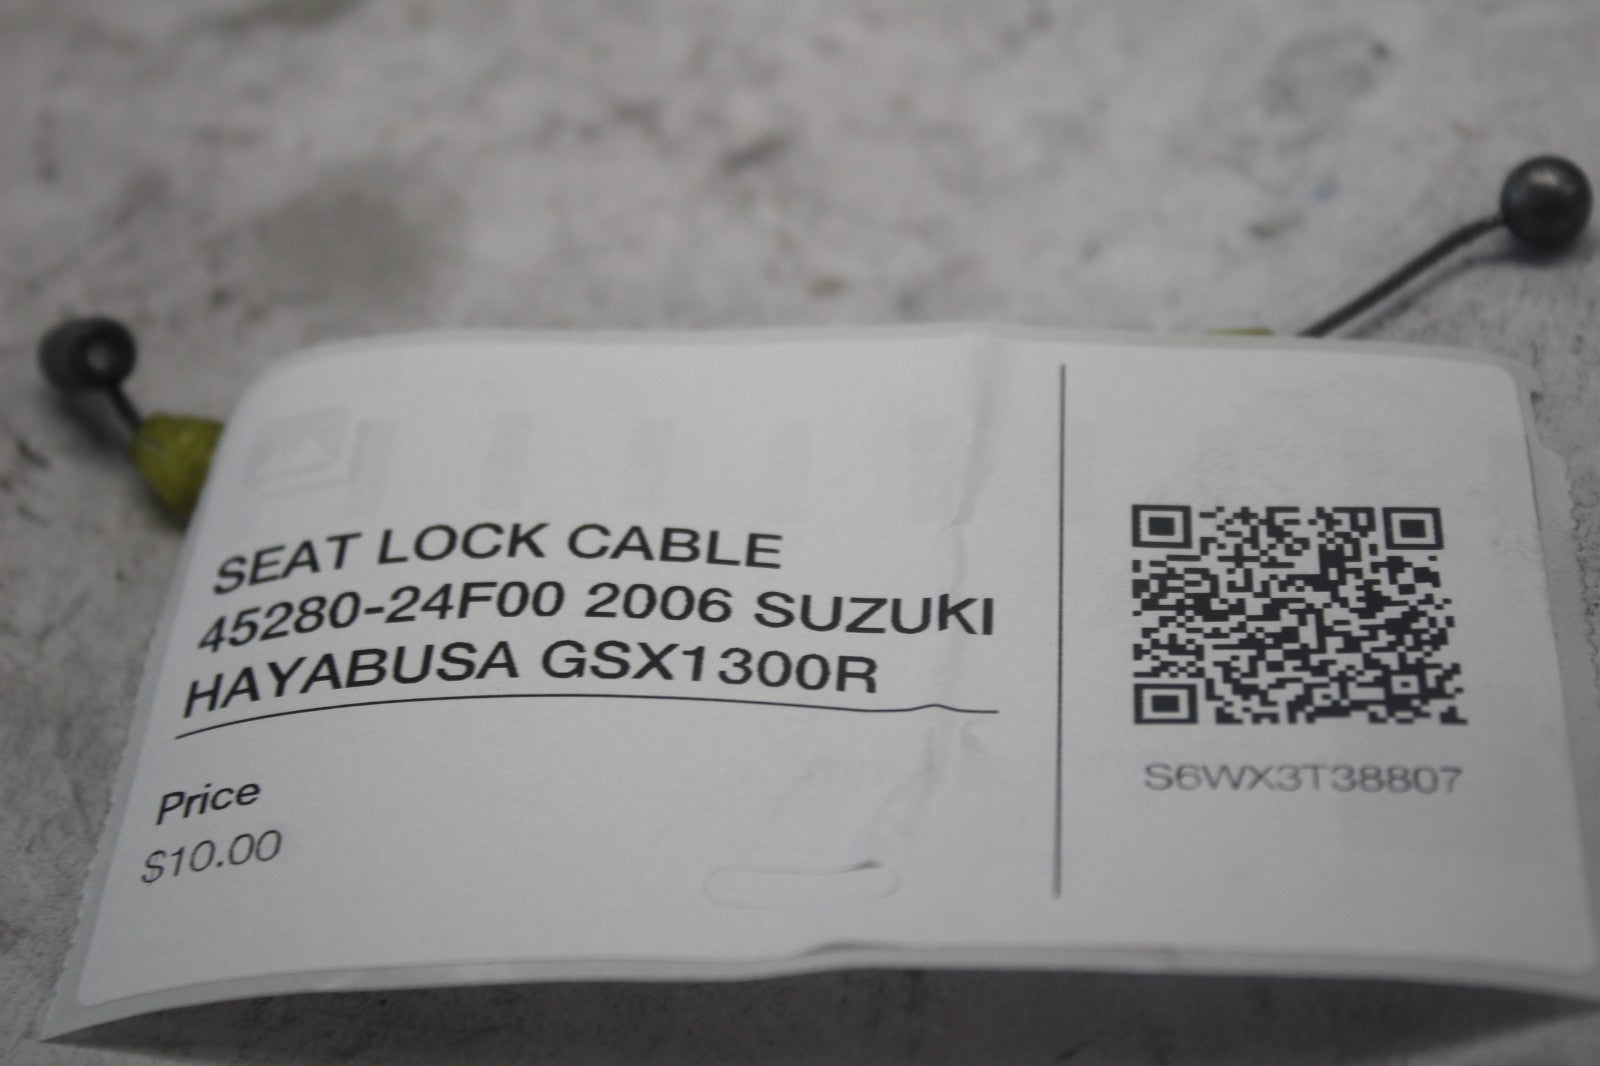 SEAT LOCK CABLE
45280-24F00 2006 SUZUKI
HAYABUSA GSX1300R
Price
$10.00
S6WX3T38807